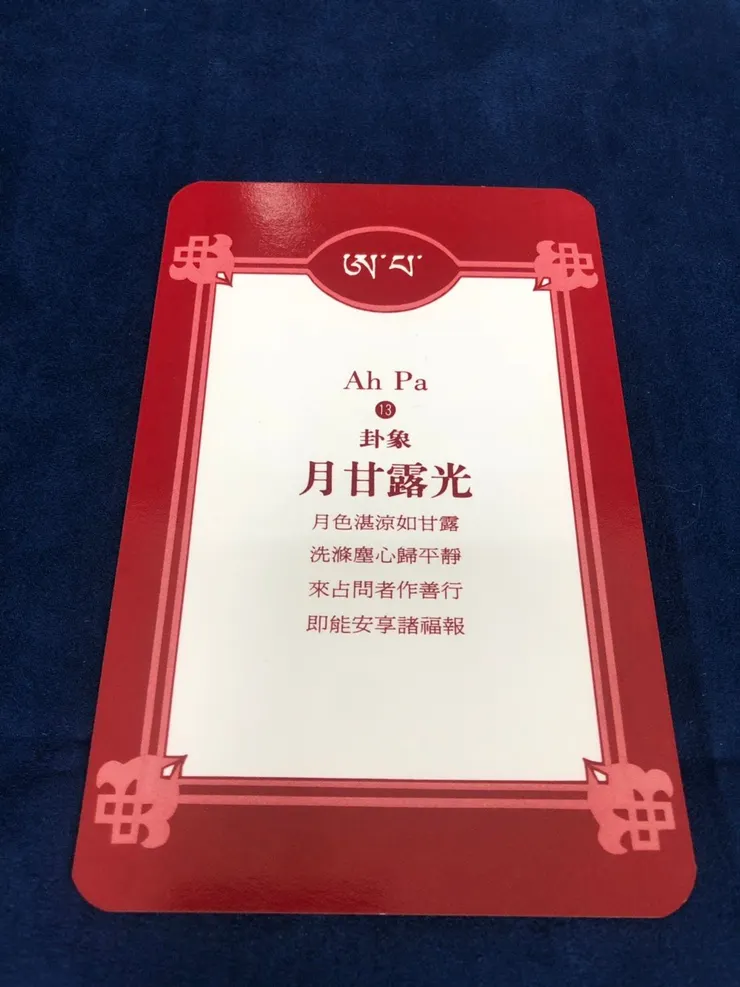 ཨ་པ་
Ah Pa
13
卦象
月甘露光
月色湛涼如甘露
洗滌塵心歸平靜
來占問者作善行
即能安享諸福報